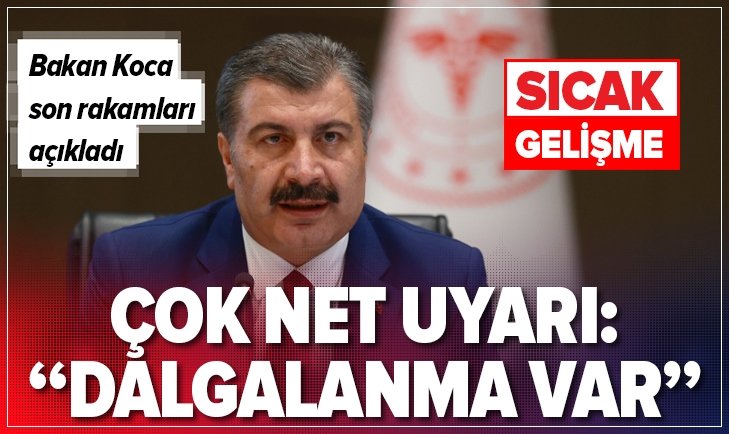 Bakan Koca
son rakamları
açıkladı
SICAK
GELİŞME
ÇOK NET UYARI:
“DALGALANMA VAR”